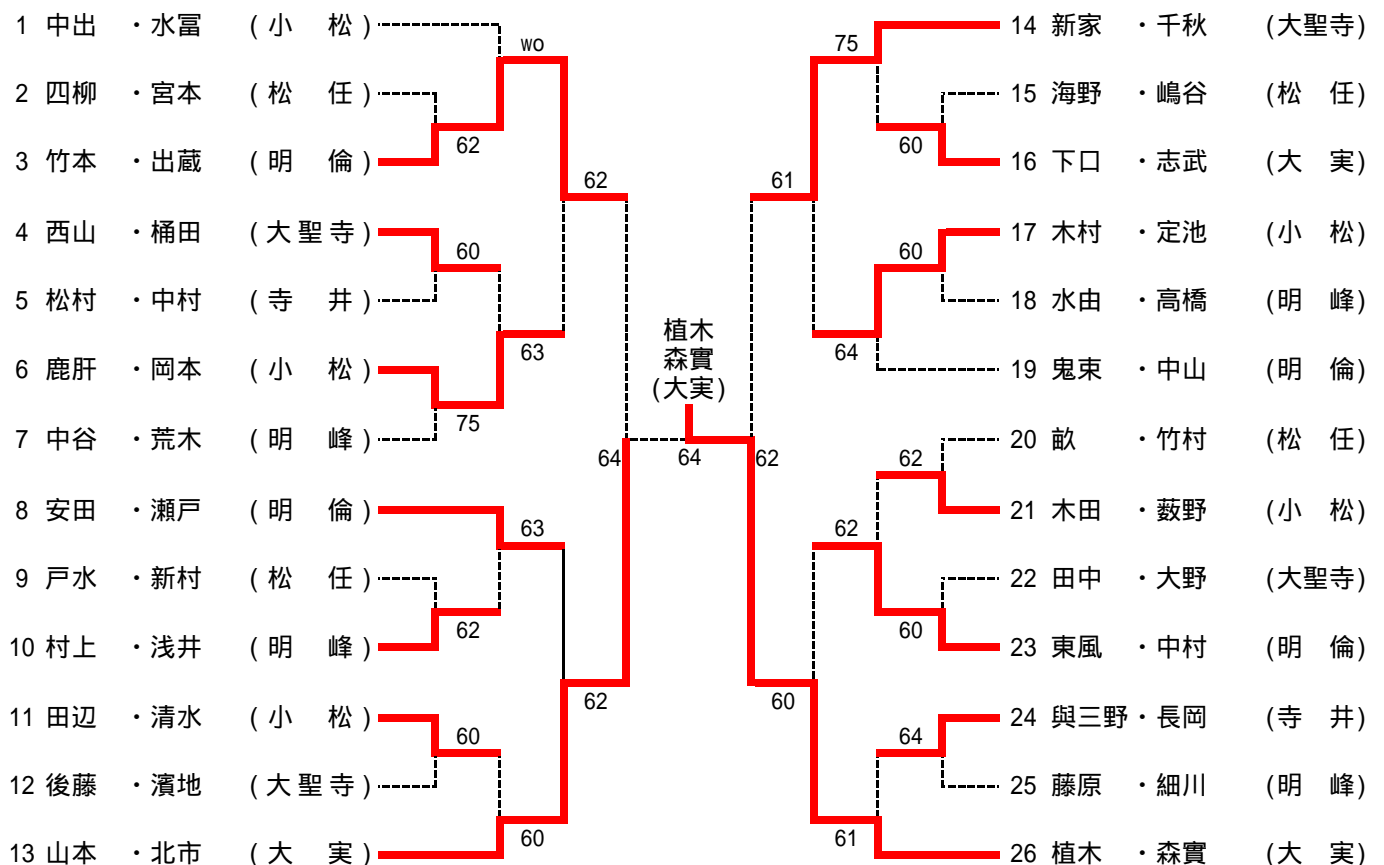 1 中出 ・水冨 (小 松)
wo
2 四柳 ・宮本 (松 任)
62
3 竹本 ・出蔵 (明 倫)
62
4 西山 ・桶田 (大聖寺)
60
5 松村 ・中村 (寺 井)
63
6 鹿肝 ・岡本 (小 松)
75
7 中谷 ・荒木 (明 峰)
64
8 安田 ・瀬戸 (明 倫)
63
9 戸水 ・新村 (松 任)
62
10 村上 ・浅井 (明 峰)
62
11 田辺 ・清水 (小 松)
60
12 後藤 ・濱地 (大聖寺)
60
13 山本 ・北市 (大 実)
植木
森實
(大実)
64
75
14 新家 ・千秋 (大聖寺)
15 海野 ・嶋谷 (松 任)
60
16 下口 ・志武 (大 実)
61
17 木村 ・定池 (小 松)
60
18 水由 ・高橋 (明 峰)
64
19 鬼束 ・中山 (明 倫)
20 畝 ・竹村 (松 任)
62
62
21 木田 ・薮野 (小 松)
62
22 田中 ・大野 (大聖寺)
60
23 東風 ・中村 (明 倫)
60
24 與三野・長岡 (寺 井)
64
25 藤原 ・細川 (明 峰)
61
26 植木 ・森實 (大 実)